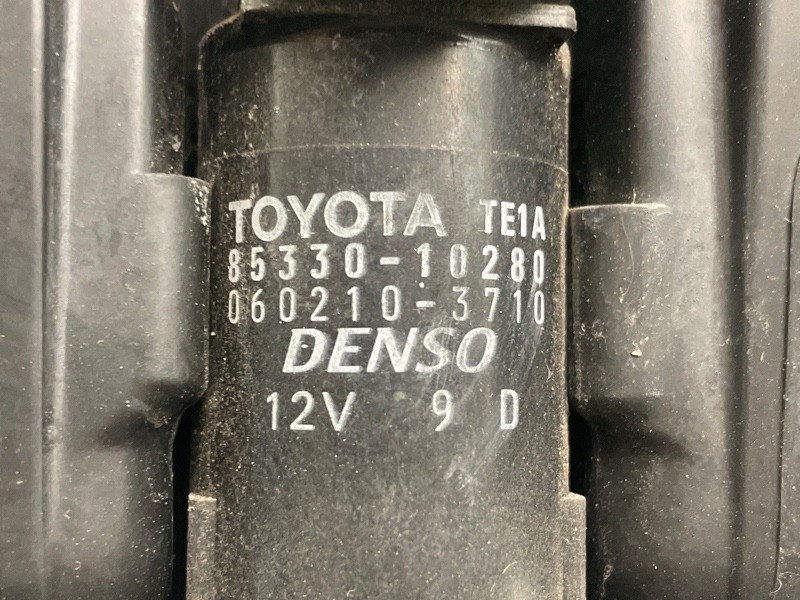 TOYOTA TE1A
85330-10280
060210-3710
DENSO
12V 9 D